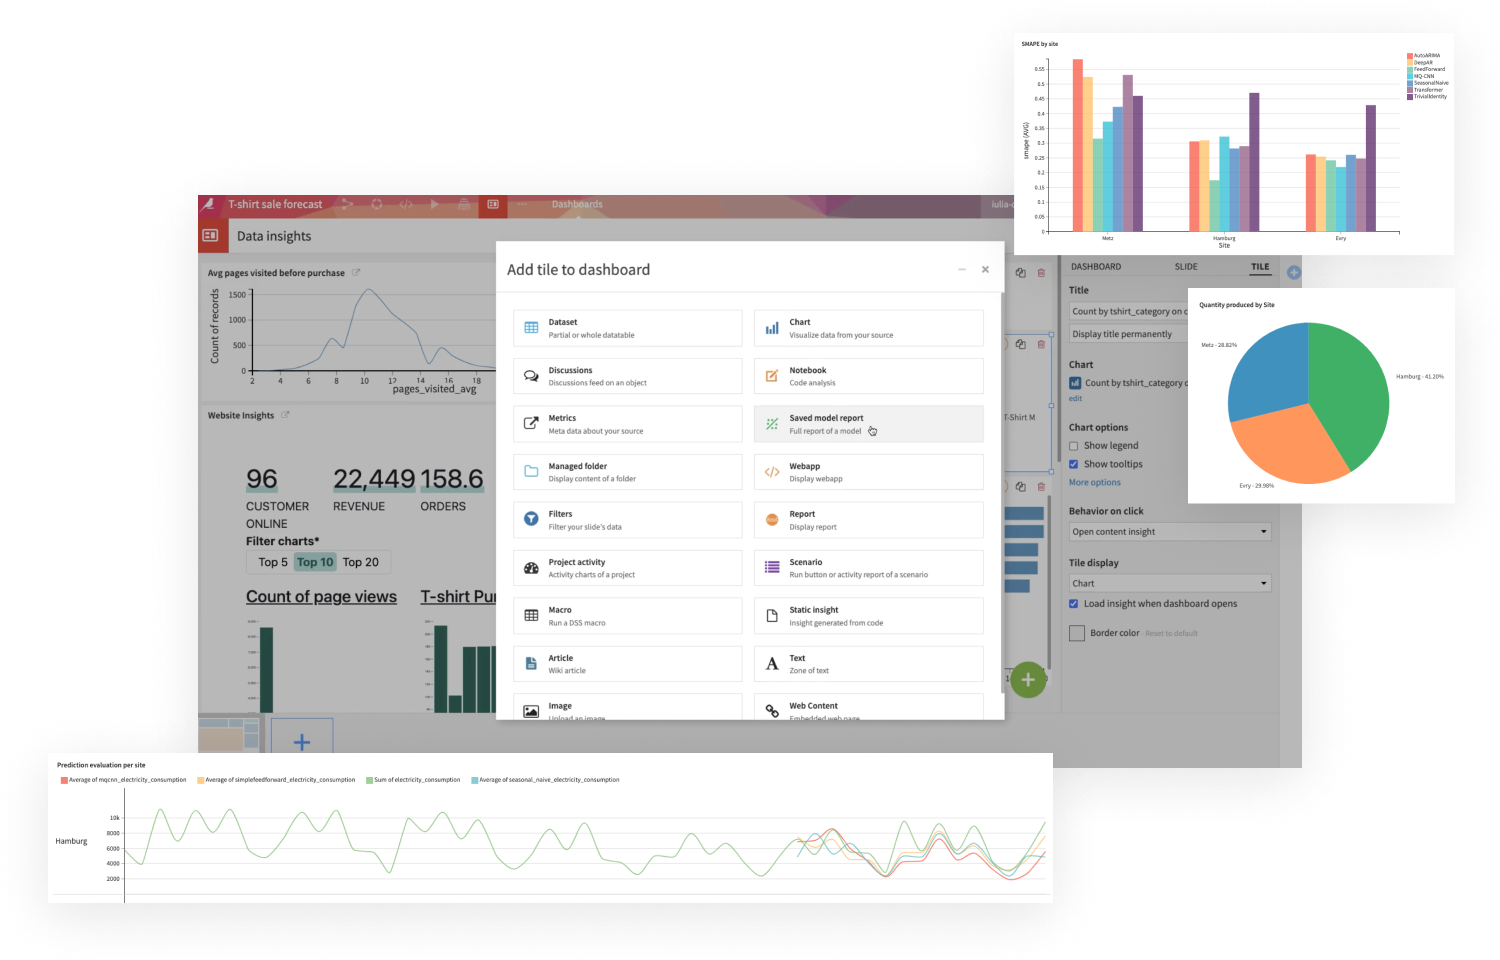 SMAPE by site
AutoARIMA
DeepAR
FeedForward
MQ-CNN
SeasonalNaive
Transformer
TrivialIdentity
smape (AVG)
0.55
0.5
0.45
0.4
0.35
0.3
0.25
0.2
0.15
0.1
0.05
0
Metz
Hamburg
Evry
Site
T-shirt sale forecast
Dashboards
Data insights
Avg pages visited before purchase
Count of records
1500
1000
500
0
2 4 6 8 10 12 14 16 18
pages_visited_avg
Website Insights
96
22,449
158.6
CUSTOMER ONLINE
REVENUE
ORDERS
Filter charts*
Top 5 Top 10 Top 20
Count of page views
T-shirt Pur
Add tile to dashboard
Dataset
Partial or whole datatable
Chart
Visualize data from your source
Discussions
Discussions feed on an object
Notebook
Code analysis
Metrics
Meta data about your source
Saved model report
Full report of a model
Managed folder
Display content of a folder
Webapp
Display webapp
Filters
Filter your slide's data
Report
Display report
Project activity
Activity charts of a project
Scenario
Run button or activity report of a scenario
Macro
Run a DSS macro
Static insight
Insight generated from code
Article
Wiki article
Text
Zone of text
Image
Upload an image
Web Content
Embedded web page
T-Shirt M
DASHBOARD SLIDE TILE
Title
Count by tshirt_category on c
Display title permanently
Chart
Count by tshirt_category o
edit
Chart options
Show legend
Show tooltips
More options
Behavior on click
Open content insight
Tile display
Chart
Load insight when dashboard opens
Border color - Reset to default
Quantity produced by Site
Metz - 28.82%
Hamburg - 41.20%
Evry - 29.98%
Prediction evaluation per site
Average of mqcnn_electricity_consumption
Average of simplefeedforward_electricity_consumption
Sum of electricity_consumption
Average of seasonal_naive_electricity_consumption
Hamburg
10k
8000
6000
4000
2000